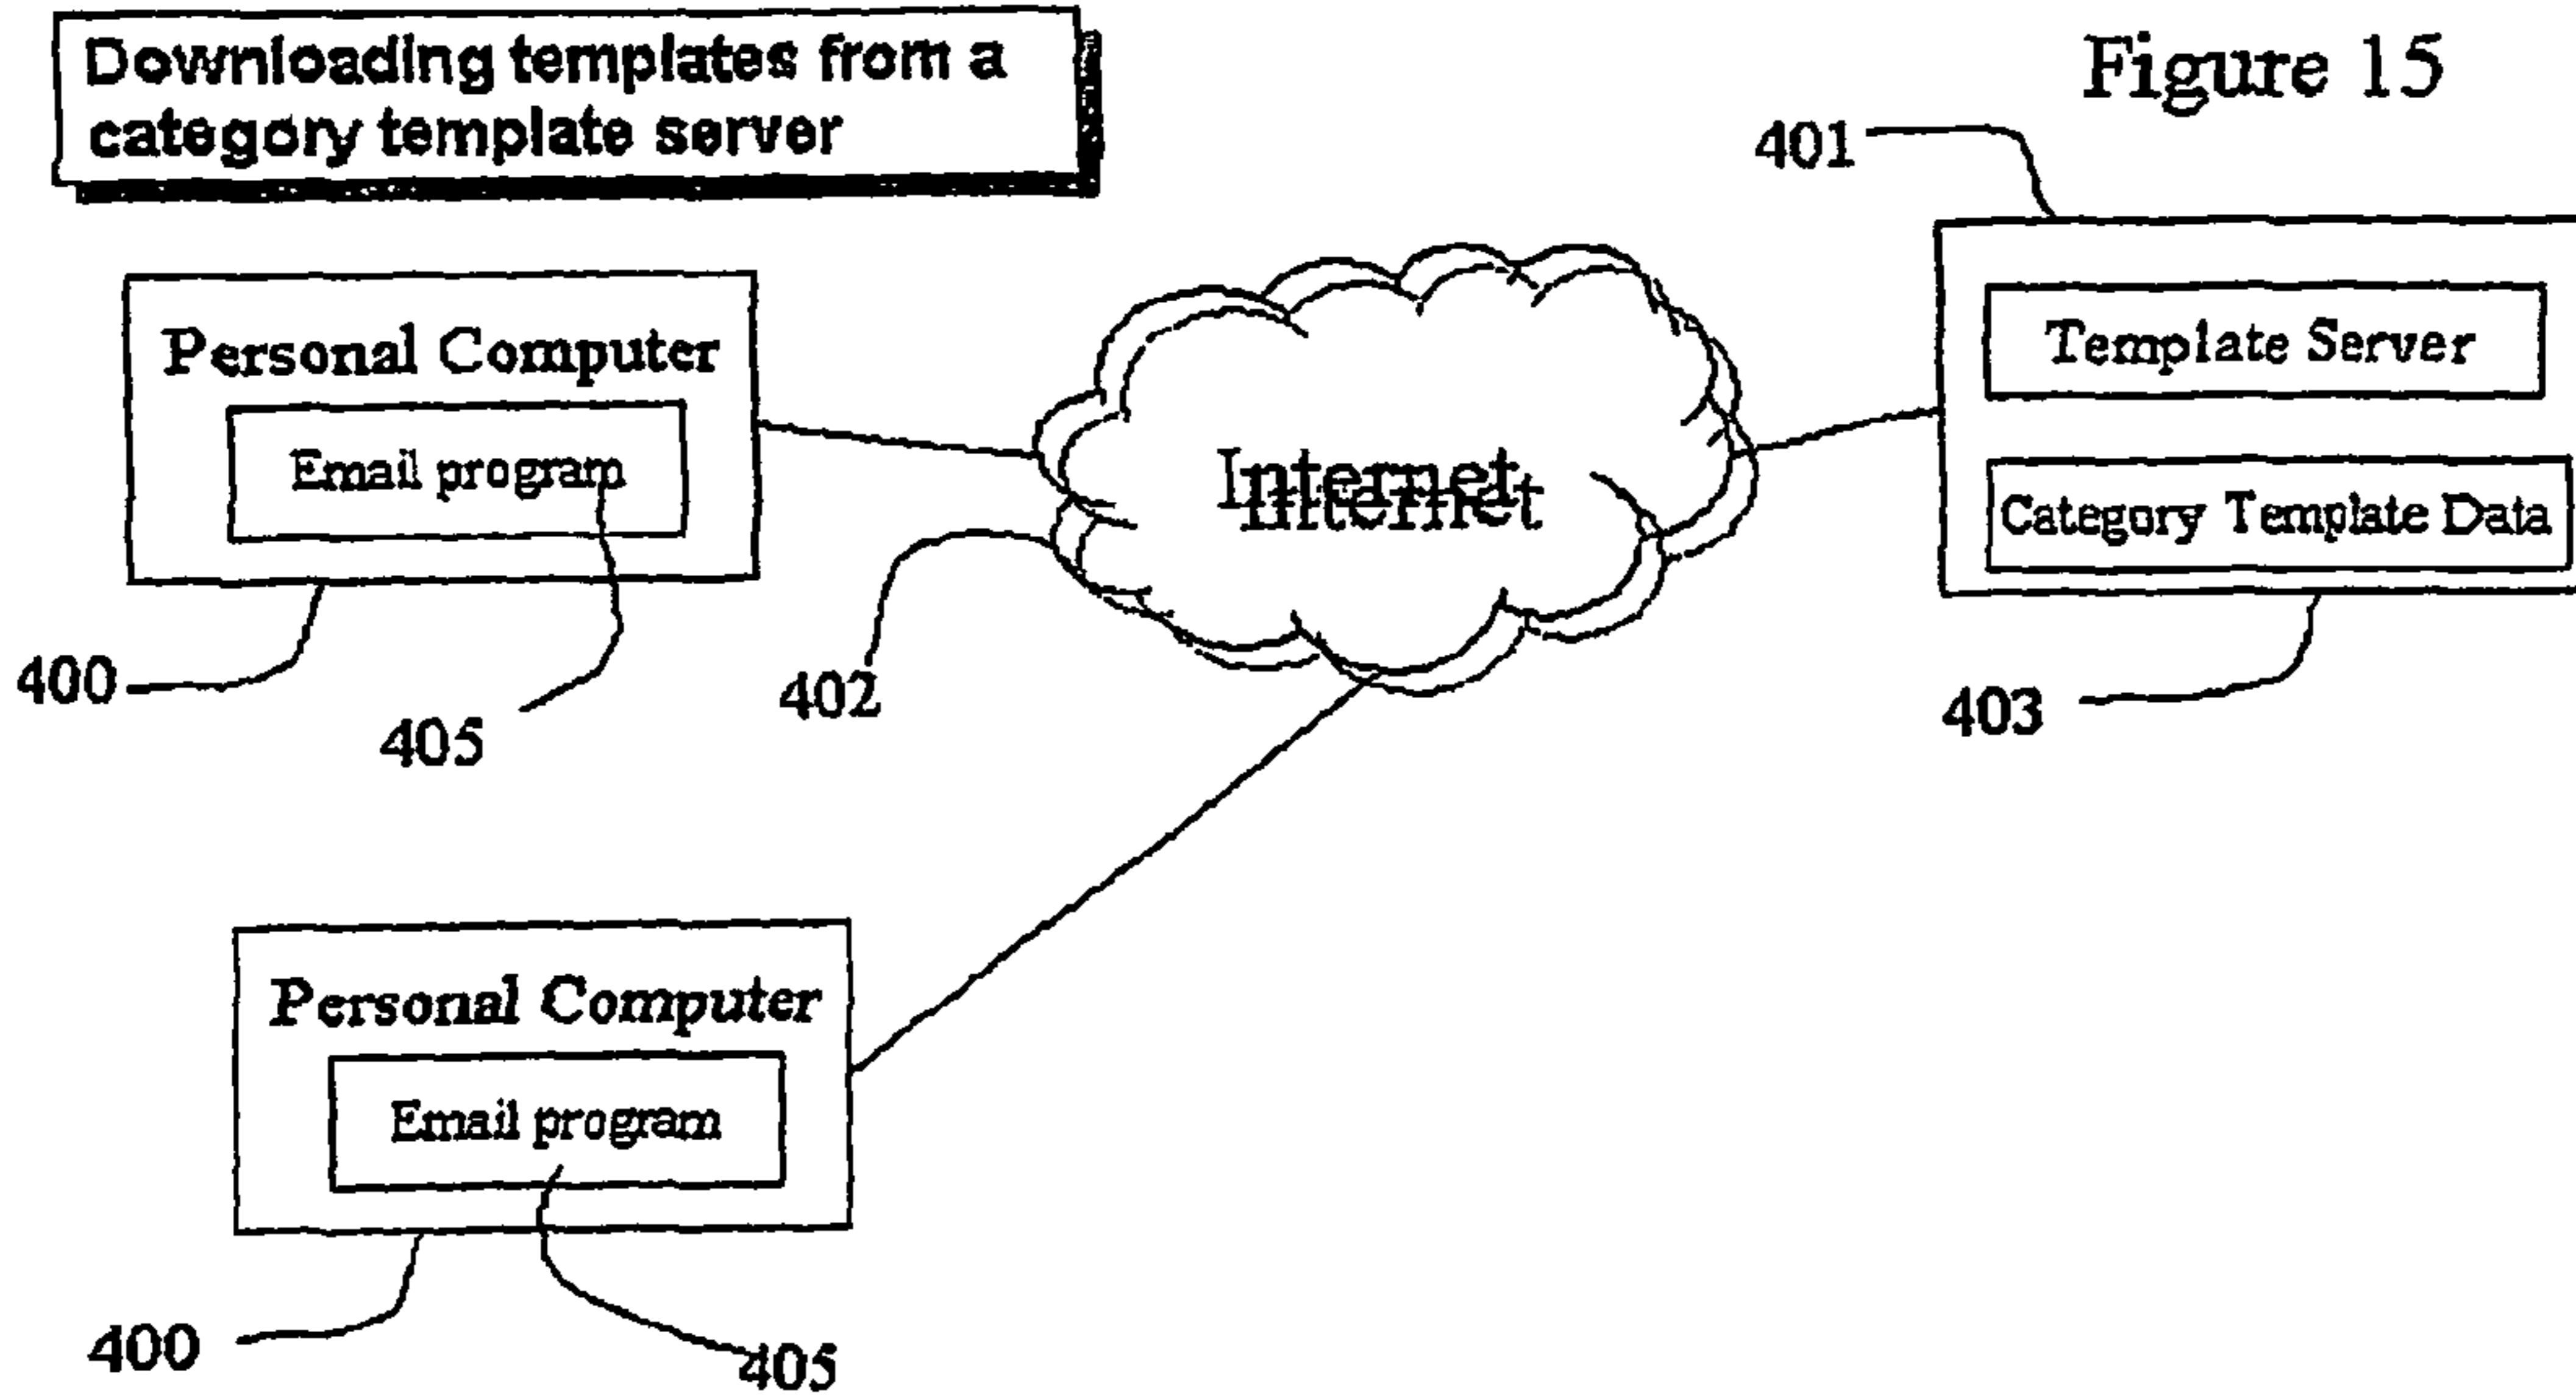 Downloading templates from a
category template server
Figure 15
401
Personal Computer
Email program
Internet
Internet
Template Server
Category Template Data
400
405
402
403
Personal Computer
Email program
400
405